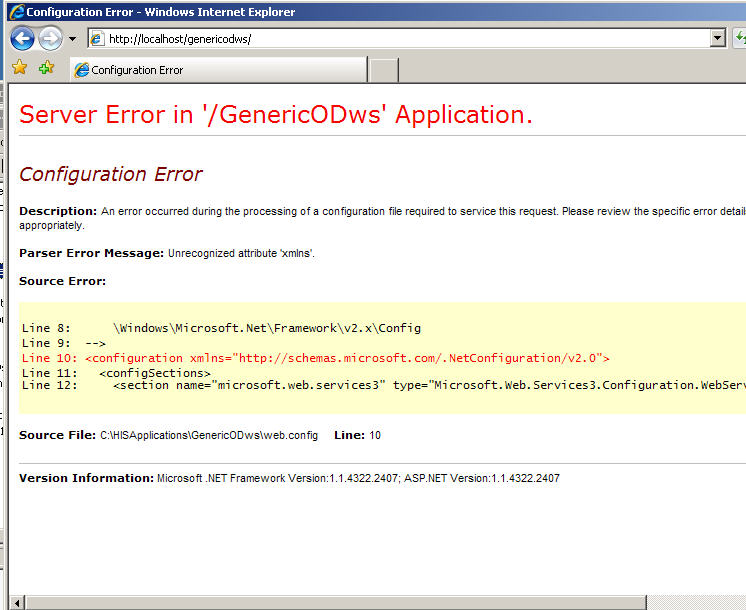 Configuration Error - Windows Internet Explorer
http://localhost/genericodws/
Configuration Error
Server Error in '/GenericODws' Application.
Configuration Error
Description: An error occurred during the processing of a configuration file required to service this request. Please review the specific error detail
appropriately.
Parser Error Message: Unrecognized attribute 'xmlns'.
Source Error:
Line 8:      \Windows\Microsoft.Net\Framework\v2.x\Config
Line 9:  -->
Line 10: <configuration xmlns="http://schemas.microsoft.com/.NetConfiguration/v2.0">
Line 11:   <configSections>
Line 12:     <section name="microsoft.web.services3" type="Microsoft.Web.Services3.Configuration.WebServ
Source File: C:\HISApplications\GenericODws\web.config    Line: 10
Version Information: Microsoft .NET Framework Version:1.1.4322.2407; ASP.NET Version:1.1.4322.2407